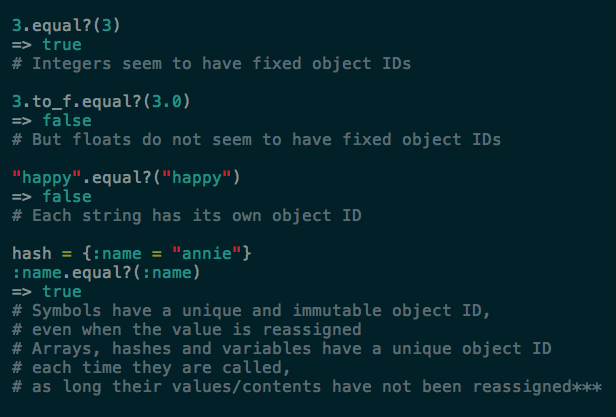 3.equal?(3)
=> true
# Integers seem to have fixed object IDs
3.to_f.equal?(3.0)
=> false
# But floats do not seem to have fixed object IDs
"happy".equal?("happy")
=> false
# Each string has its own object ID
hash = {:name = "annie"}
:name.equal?(:name)
=> true
# Symbols have a unique and immutable object ID,
# even when the value is reassigned
# Arrays, hashes and variables have a unique object ID
# each time they are called,
# as long their values/contents have not been reassigned***